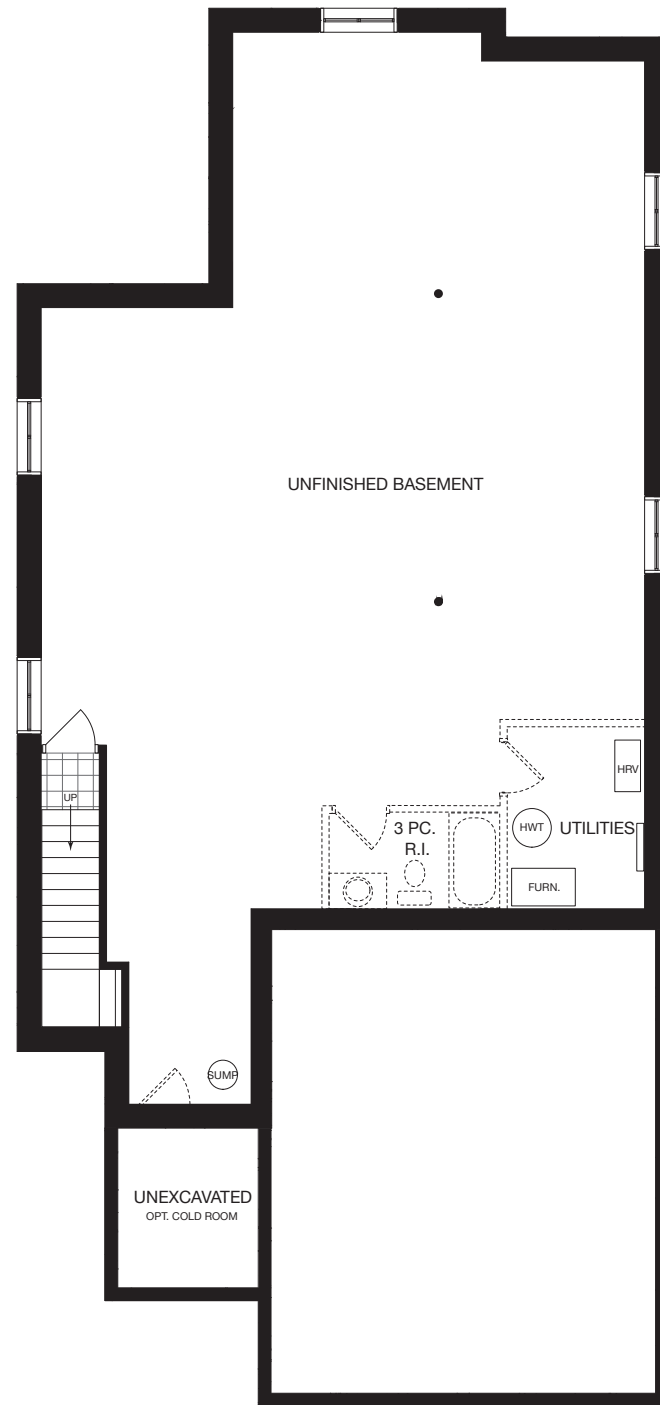 UNFINISHED BASEMENT
HRV
UP
3 PC.
R.I.
HWT
UTILITIES
FURN.
SUMP
UNEXCAVATED
OPT. COLD ROOM